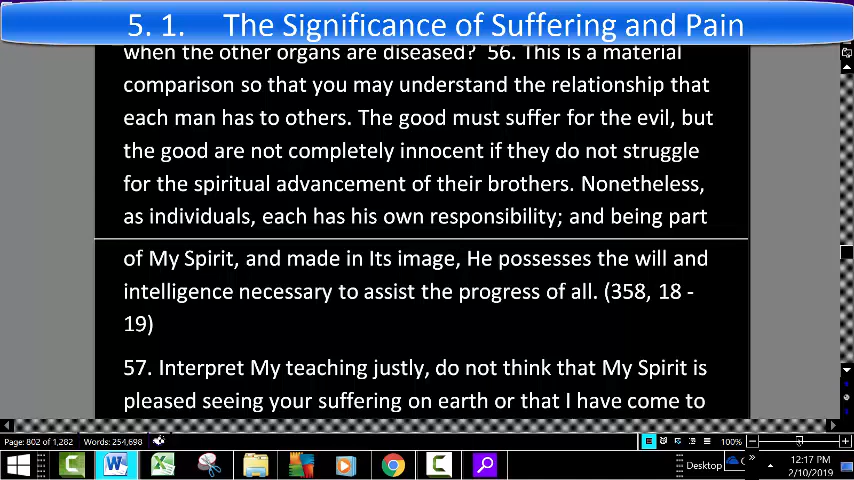 5. 1. The Significance of Suffering and Pain
when the other organs are diseased? 56. This is a material
comparison so that you may understand the relationship that
each man has to others. The good must suffer for the evil, but
the good are not completely innocent if they do not struggle
for the spiritual advancement of their brothers. Nonetheless,
as individuals, each has his own responsibility; and being part
of My Spirit, and made in Its image, He possesses the will and
intelligence necessary to assist the progress of all. (358, 18 -
19)
57. Interpret My teaching justly, do not think that My Spirit is
pleased seeing your suffering on earth or that I have come to
Page: 802 of 1,282 Words: 254,698 100%
Desktop 12:17 PM
2/10/2019